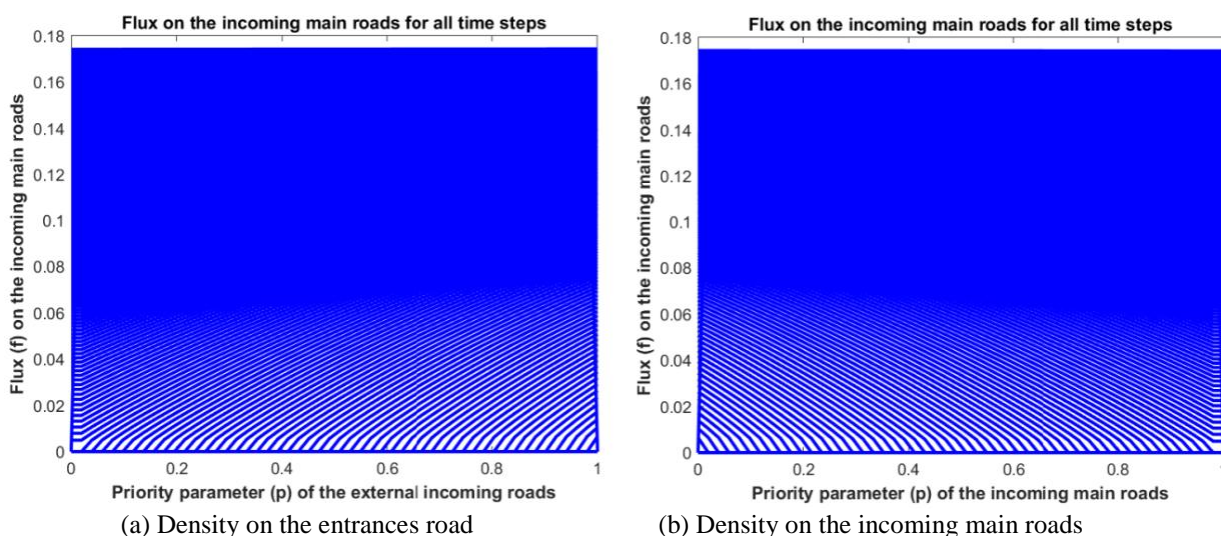 Flux on the incoming main roads for all time steps
0.18
0.16
0.14
0.12
0.1
0.08
0.06
0.04
0.02
0
Flux (f) on the incoming main roads
0 0.2 0.4 0.6 0.8 1
Priority parameter (p) of the external incoming roads
(a) Density on the entrances road
Flux on the incoming main roads for all time steps
0.18
0.16
0.14
0.12
0.1
0.08
0.06
0.04
0.02
0
Flux (f) on the incoming main roads
0 0.2 0.4 0.6 0.8 1
Priority parameter (p) of the incoming main roads
(b) Density on the incoming main roads